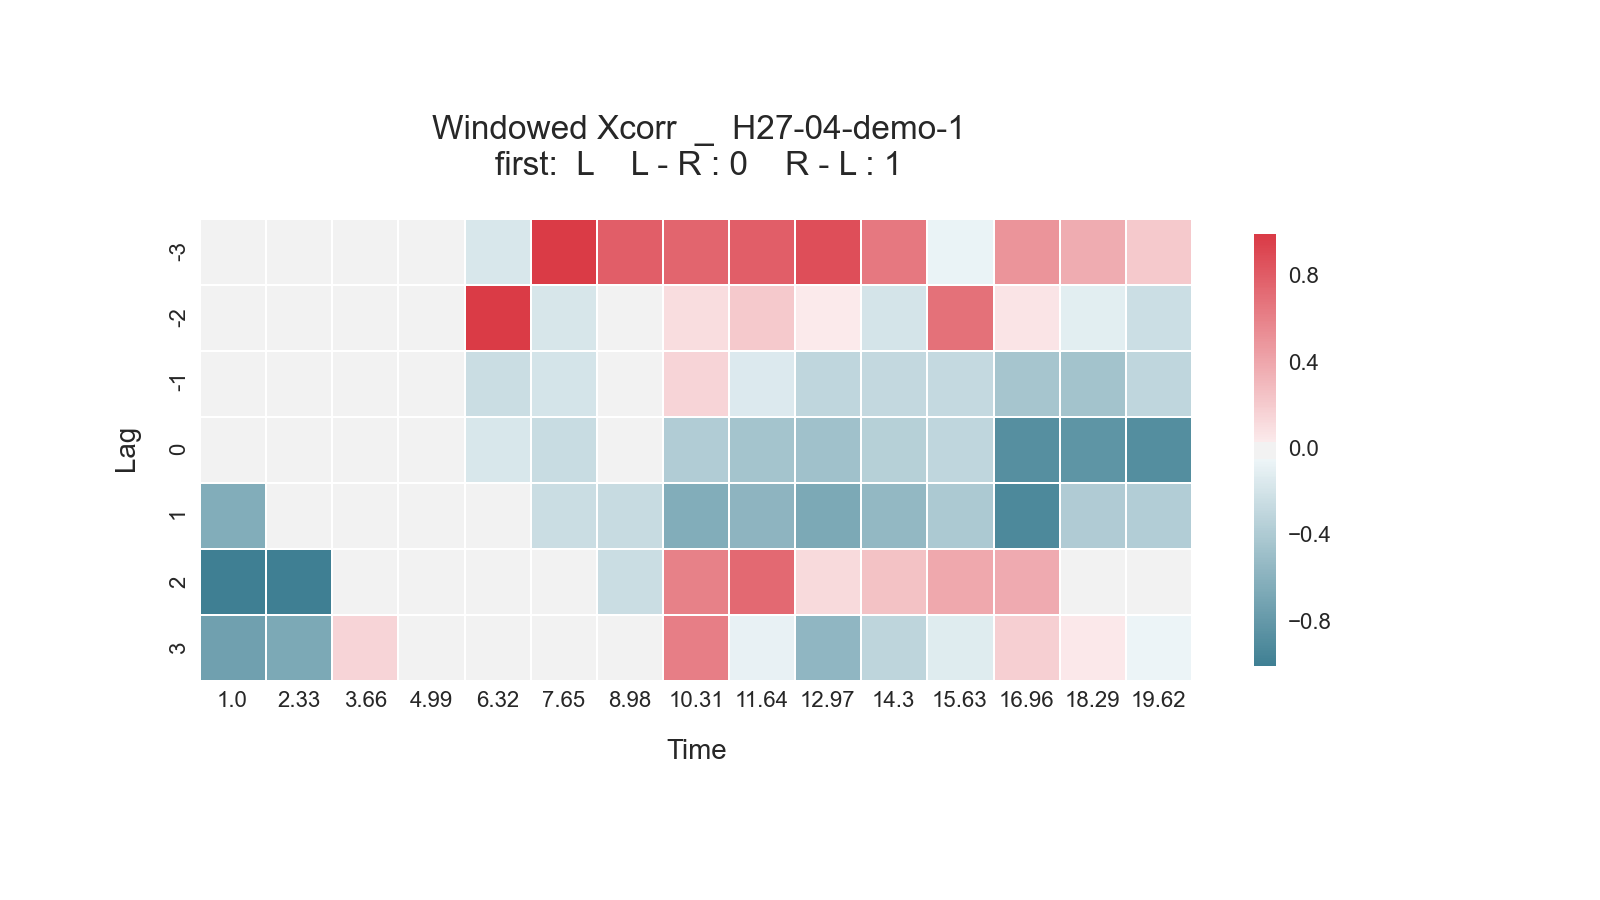 Windowed Xcorr _ H27-04-demo-1
first: L L - R : 0 R - L : 1
Lag
-3
-2
-1
0
1
2
3
1.0 2.33 3.66 4.99 6.32 7.65 8.98 10.31 11.64 12.97 14.3 15.63 16.96 18.29 19.62
Time
0.8
0.4
0.0
−0.4
−0.8